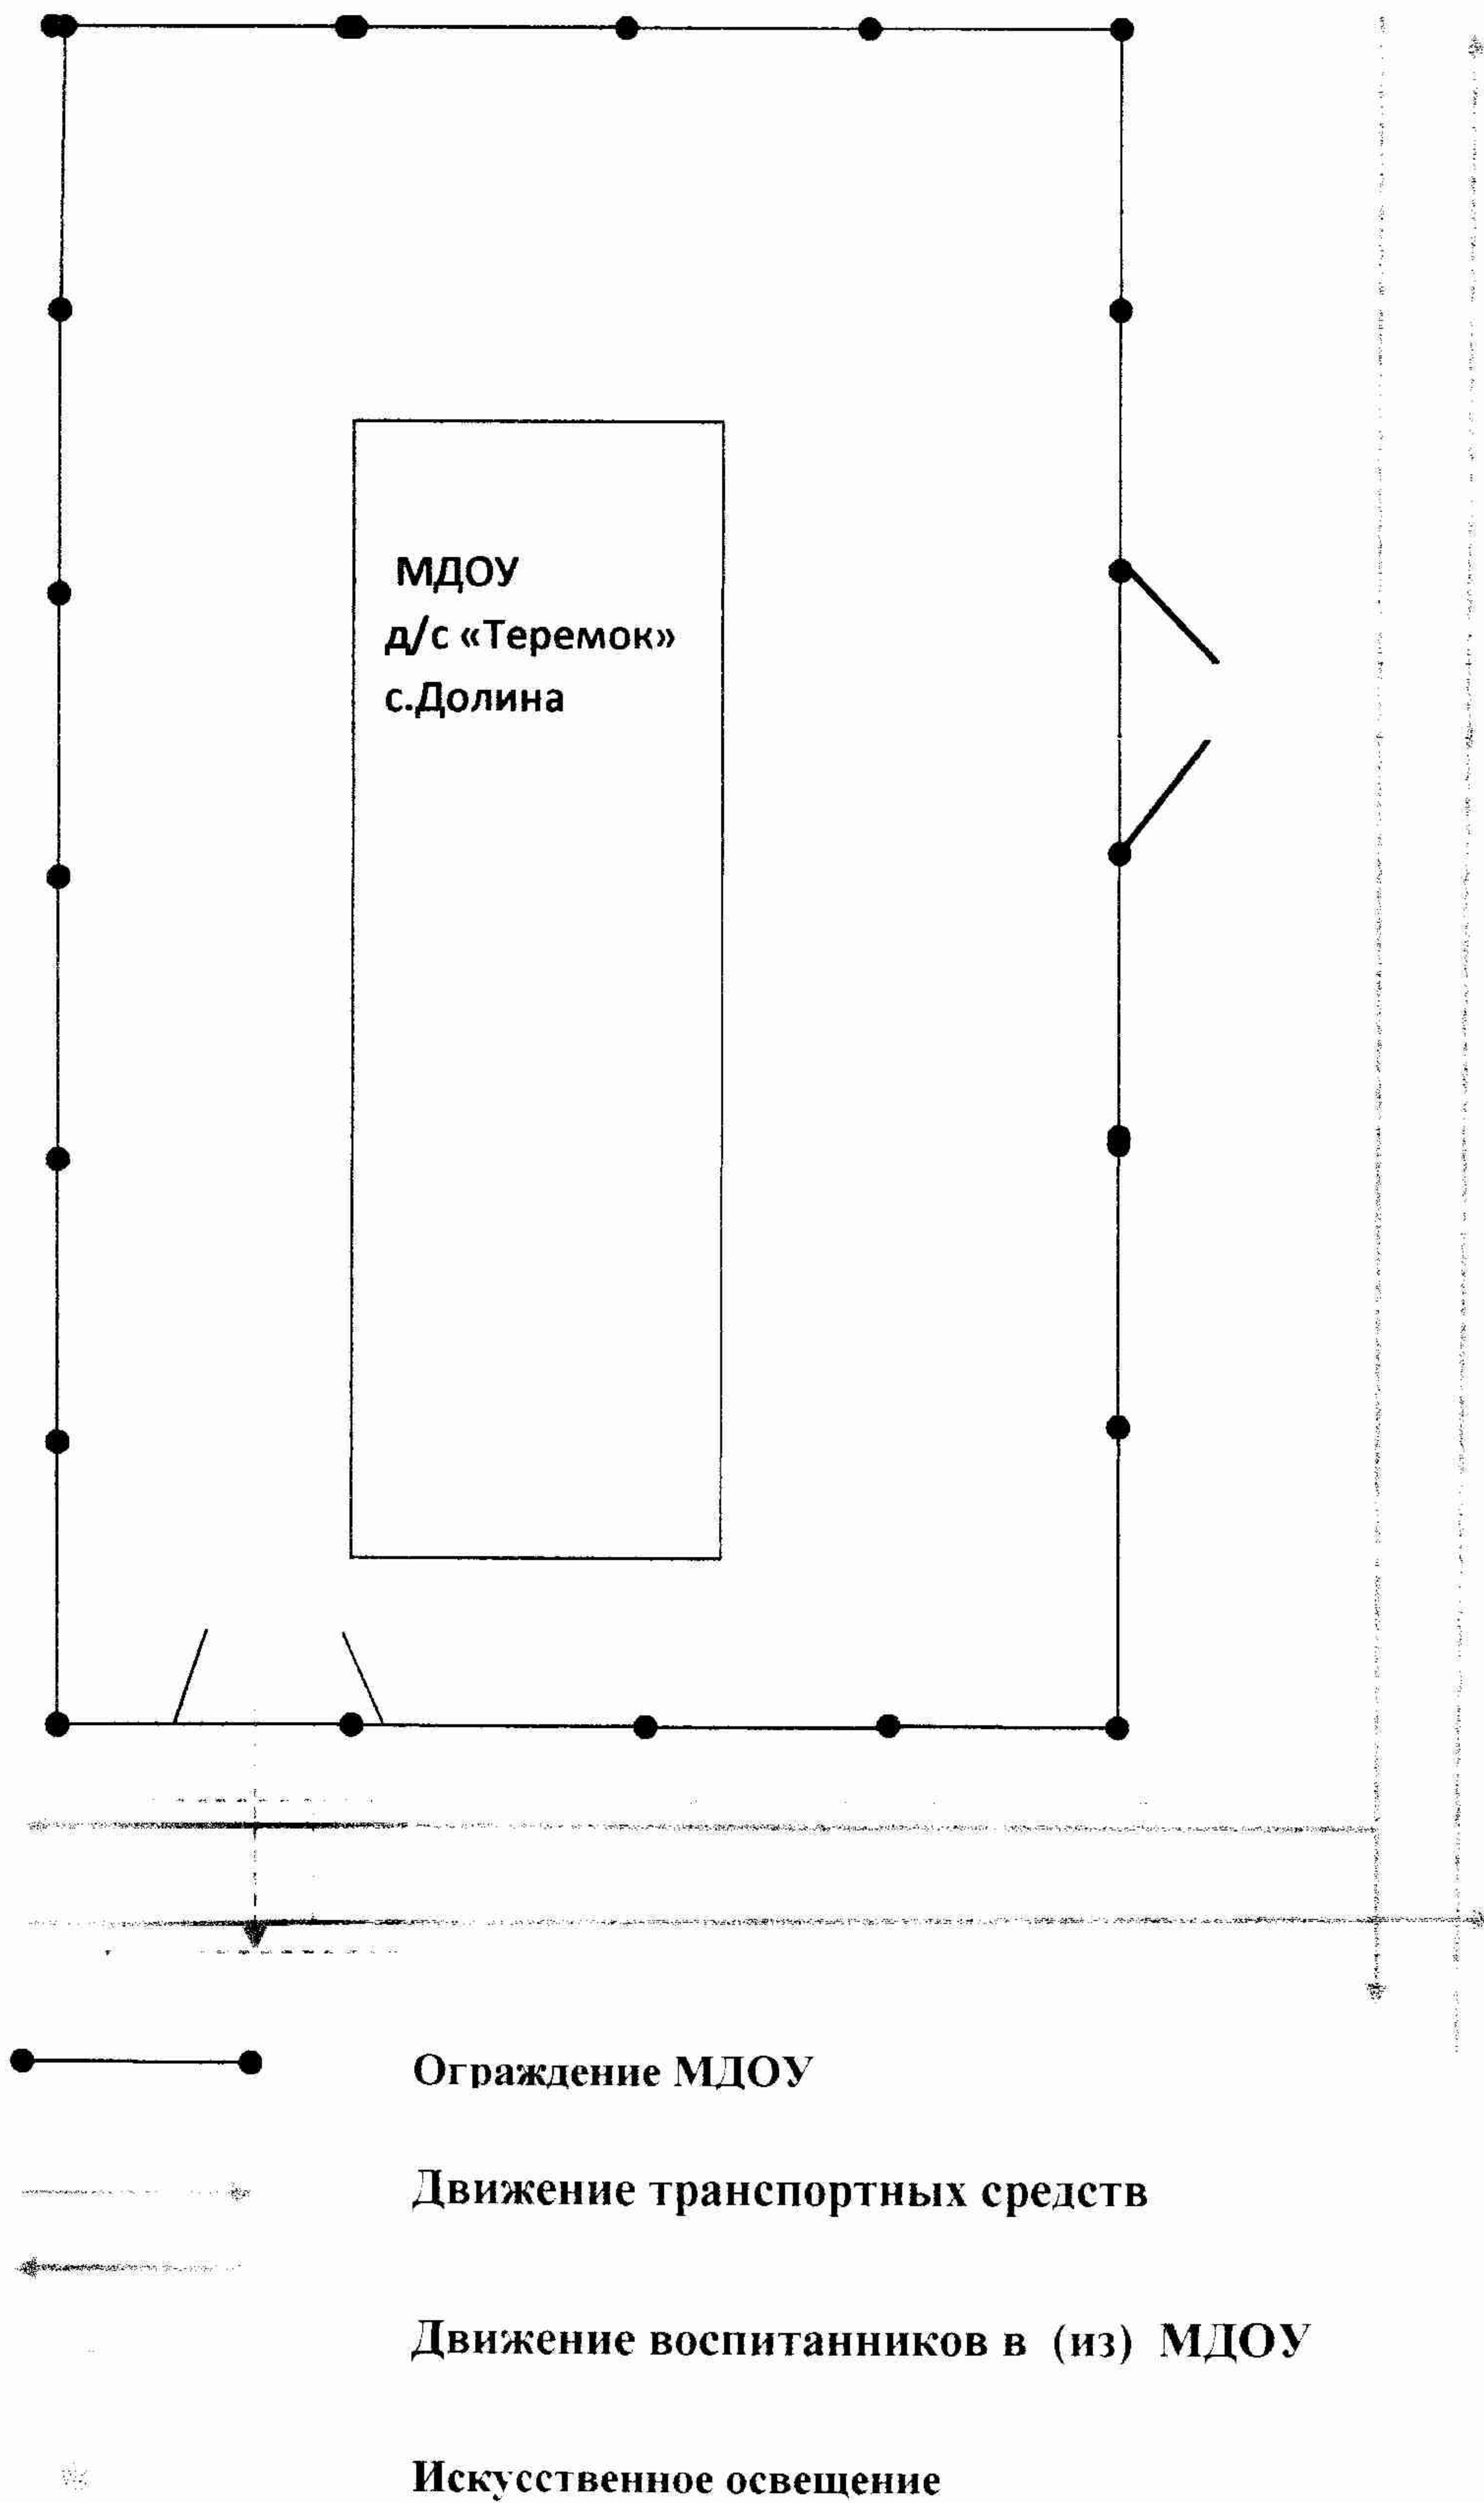 МДОУ
д/с «Теремок»
с.Долина
Ограждение МДОУ
Движение транспортных средств
Движение воспитанников в (из) МДОУ
Искусственное освещение